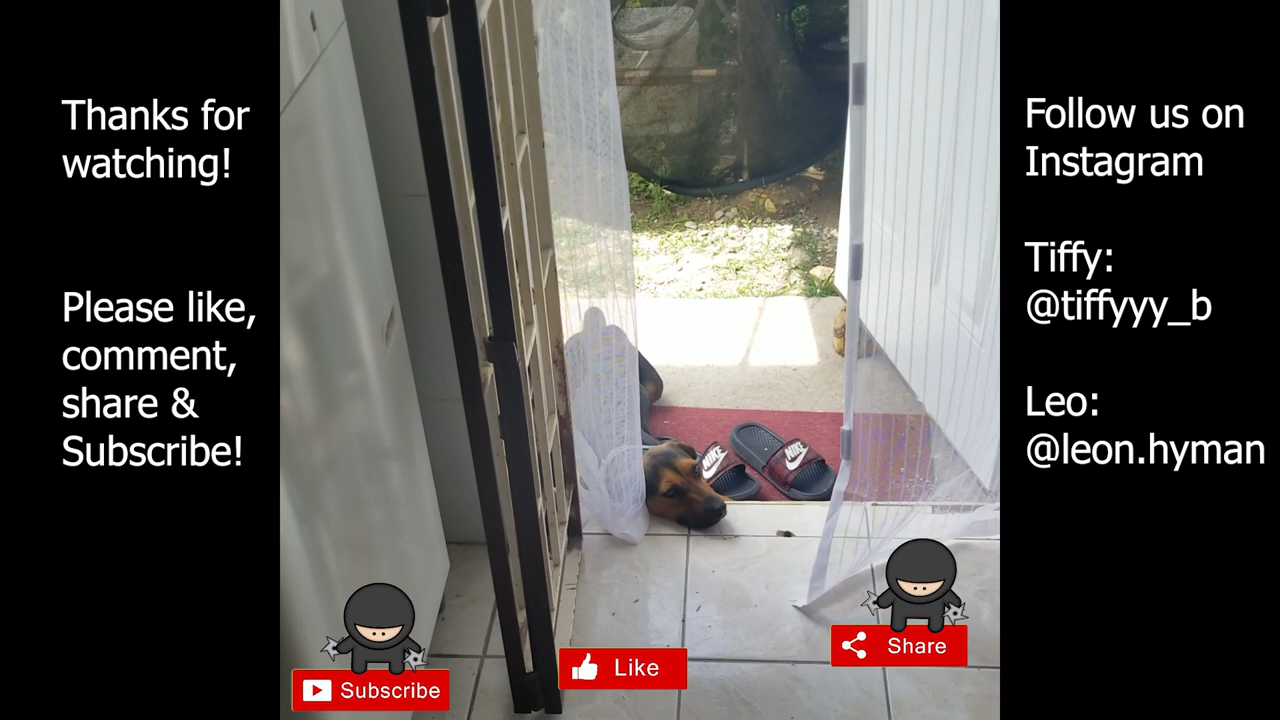 Thanks for
watching!
Please like,
comment,
share &
Subscribe!
Follow us on
Instagram
Tiffy:
@tiffyyy_b
Leo:
@leon.hyman
NIKE
NIKE
Subscribe
Like
Share